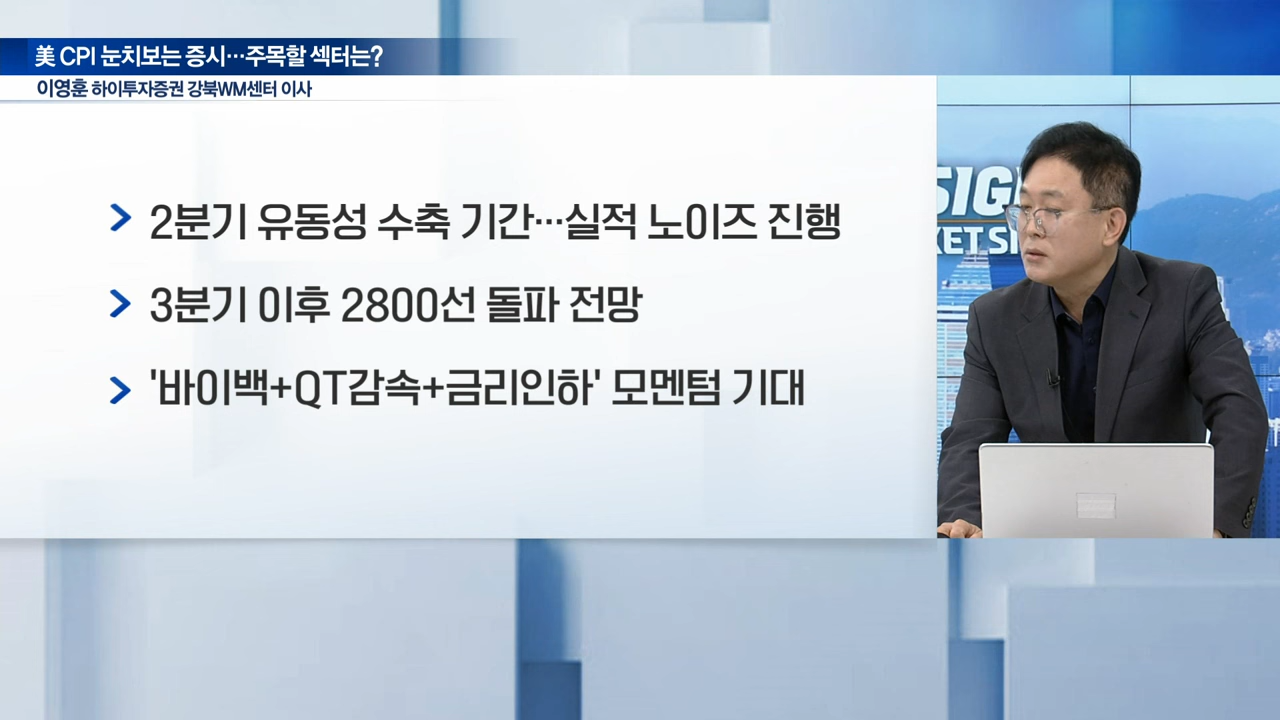 美 CPI 눈치보는 증시…주목할 섹터는?
이영훈 하이투자증권 강북WM센터 이사
2분기 유동성 수축 기간…실적 노이즈 진행
3분기 이후 2800선 돌파 전망
'바이백+QT감속+금리인하' 모멘텀 기대
SIG
KET SI